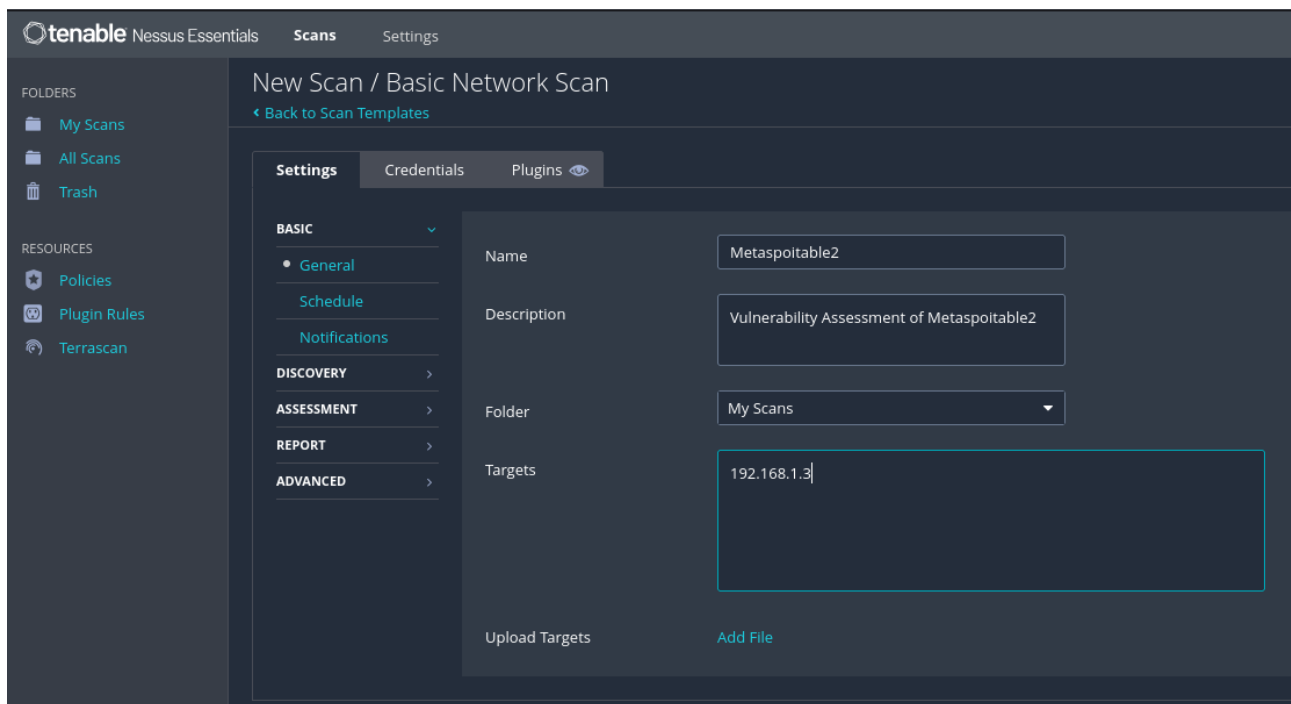 tenable Nessus Essentials Scans Settings
FOLDERS
My Scans
All Scans
Trash
RESOURCES
Policies
Plugin Rules
Terrascan
New Scan / Basic Network Scan
Back to Scan Templates
Settings Credentials Plugins
BASIC
General
Schedule
Notifications
DISCOVERY
ASSESSMENT
REPORT
ADVANCED
Name Metaspoitable2
Description Vulnerability Assessment of Metaspoitable2
Folder My Scans
Targets 192.168.1.3
Upload Targets Add File